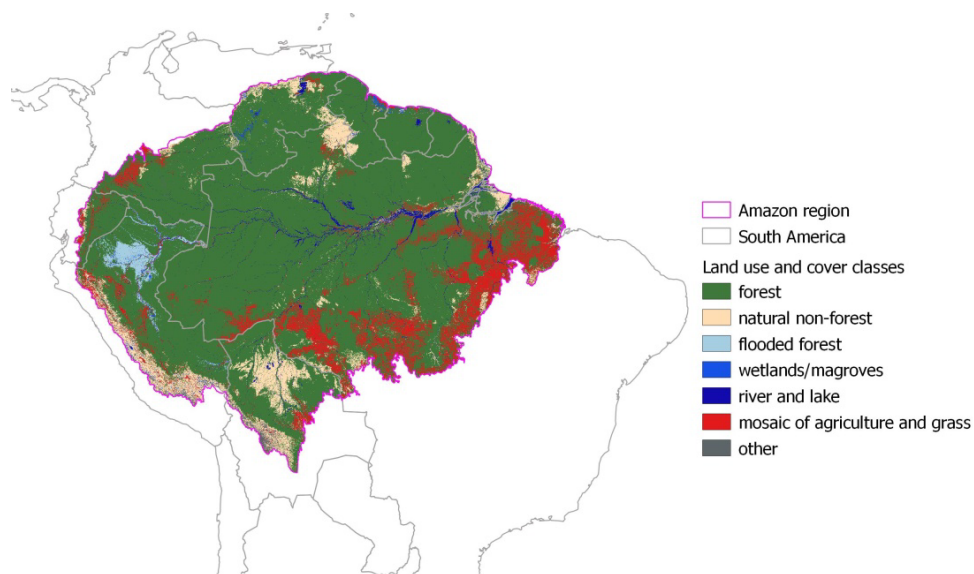 Amazon region
South America
Land use and cover classes
forest
natural non-forest
flooded forest
wetlands/magroves
river and lake
mosaic of agriculture and grass
other